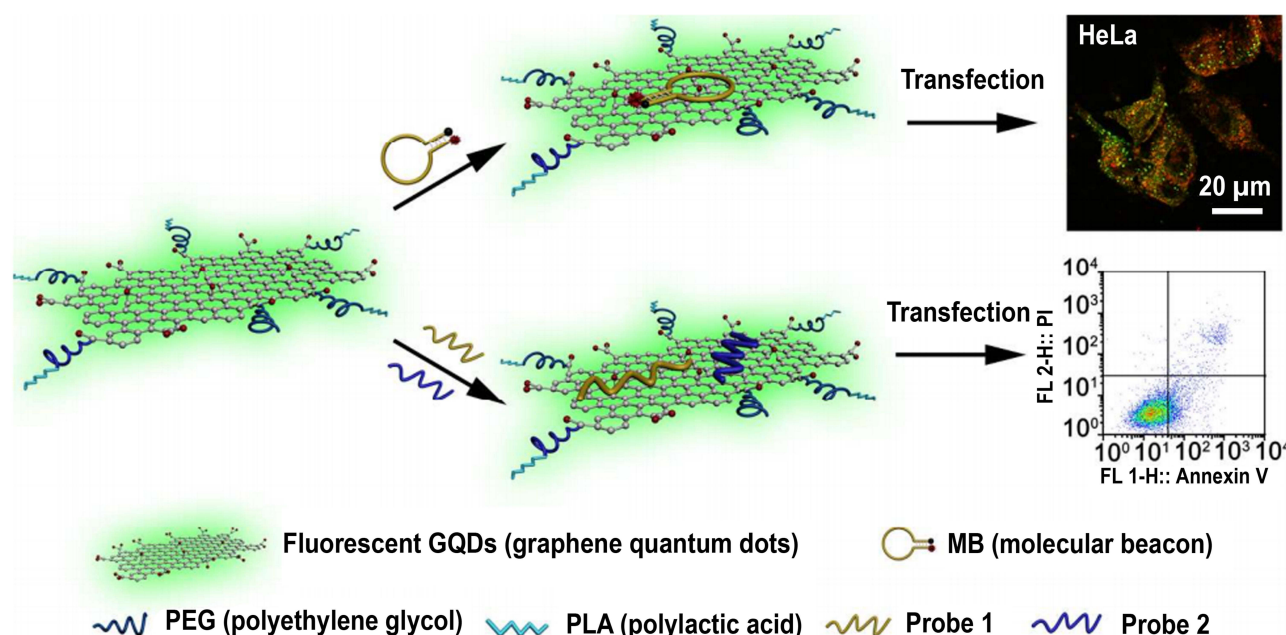 HeLa
Transfection
20 µm
Transfection
10⁴
10³
10²
10¹
10⁰
FL 2-H:: PI
10⁰ 10¹ 10² 10³ 10⁴
FL 1-H:: Annexin V
Fluorescent GQDs (graphene quantum dots)
MB (molecular beacon)
PEG (polyethylene glycol)
PLA (polylactic acid)
Probe 1
Probe 2